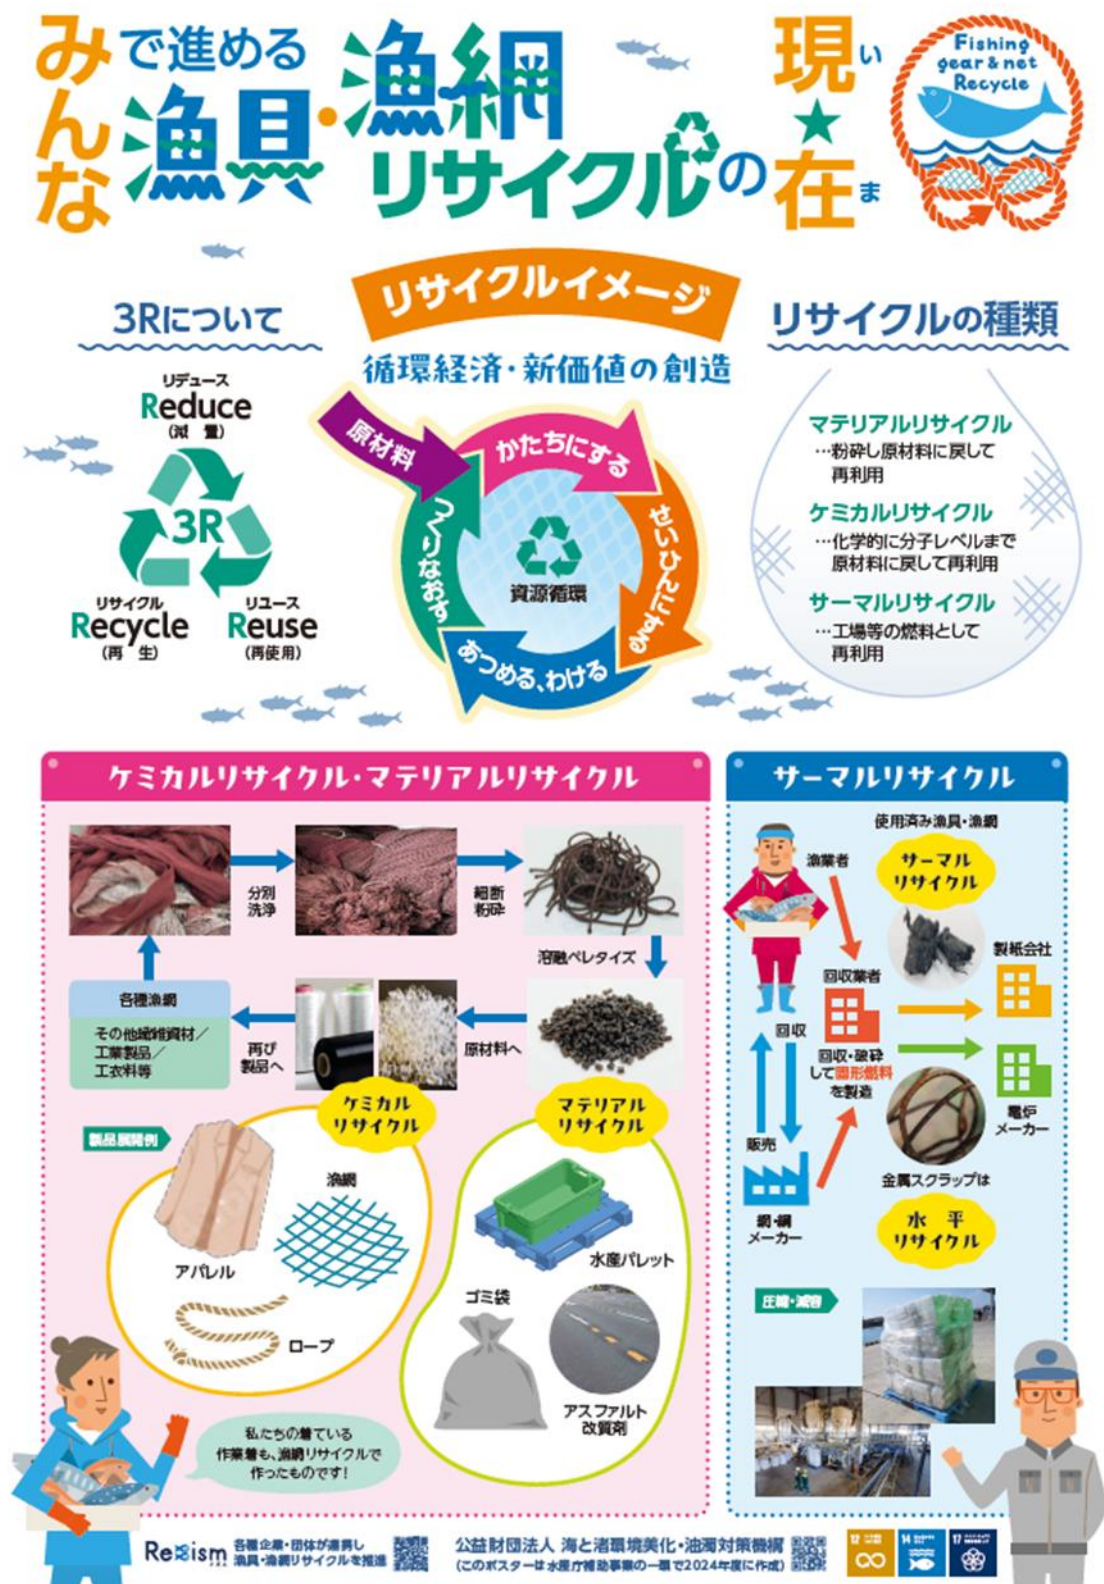 みんなで進める
漁具・漁網
リサイクルの
現在
いま
Fishing
gear & net
Recycle
3Rについて
リデュース
Reduce
(減 量)
3R
リサイクル
Recycle
(再 生)
リユース
Reuse
(再使用)
リサイクルイメージ
循環経済・新価値の創造
原材料
かたちにする
せいひんにする
あつめる、わける
つくりなおす
資源循環
リサイクルの種類
マテリアルリサイクル
…粉砕し原材料に戻して
再利用
ケミカルリサイクル
…化学的に分子レベルまで
原材料に戻して再利用
サーマルリサイクル
…工場等の燃料として
再利用
ケミカルリサイクル・マテリアルリサイクル
分別
洗浄
細断
粉砕
溶融ペレタイズ
原材料へ
再び
製品へ
各種漁網
その他繊維資材/
工業製品/
工衣料等
製品展開例
ケミカル
リサイクル
アパレル
漁網
ロープ
マテリアル
リサイクル
水産パレット
ゴミ袋
アスファルト
改質剤
私たちの着ている
作業着も、漁網リサイクルで
作ったものです!
サーマルリサイクル
使用済み漁具・漁網
漁業者
サーマル
リサイクル
回収業者
製紙会社
回収
回収・破砕
して固形燃料
を製造
電炉
メーカー
販売
メーカー
金属スクラップは
水 平
リサイクル
圧縮・減容
Re:ism
各種企業・団体が連携し
漁具・漁網リサイクルを推進
公益財団法人 海と渚環境美化・油濁対策機構
(このポスターは水産庁補助事業の一環で2024年度に作成)
12
14
17